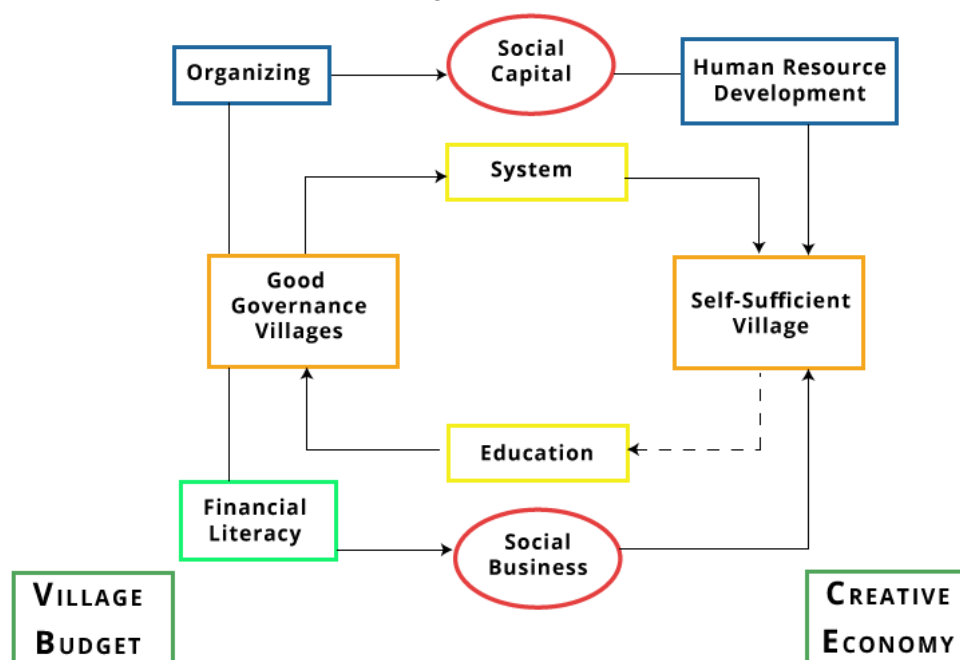 Organizing
Social
Capital
Human Resource
Development
System
Good
Governance
Villages
Self-Sufficient
Village
Education
Financial
Literacy
Social
Business
VILLAGE
BUDGET
CREATIVE
ECONOMY